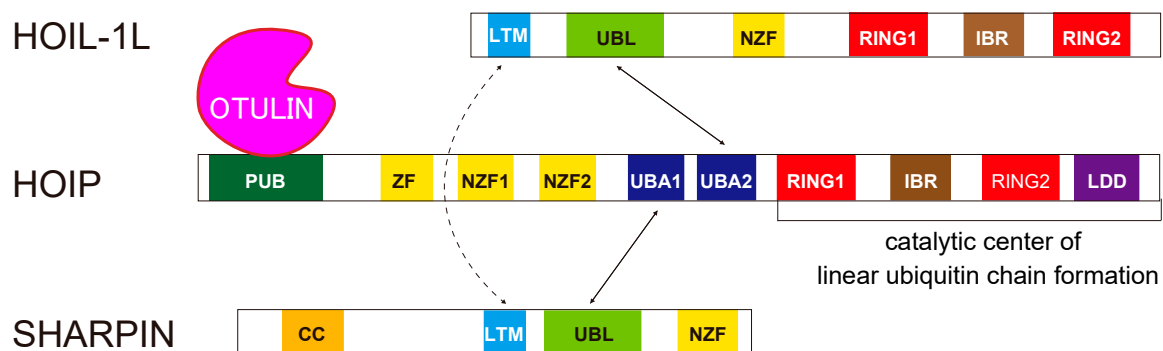 HOIL-1L
LTM UBL NZF RING1 IBR RING2
OTULIN
HOIP
PUB ZF NZF1 NZF2 UBA1 UBA2 RING1 IBR RING2 LDD
catalytic center of
linear ubiquitin chain formation
SHARPIN
CC LTM UBL NZF